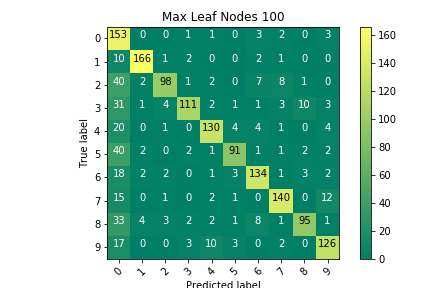 Max Leaf Nodes 100
0 153 0 0 1 1 0 3 2 0 3
1 10 166 1 2 0 0 2 1 0 0
2 40 2 98 1 2 0 7 8 1 0
3 31 1 4 111 2 1 1 3 10 3
4 20 0 1 0 130 4 4 1 0 4
5 40 2 0 2 1 91 1 1 2 2
6 18 2 2 0 1 3 134 1 3 2
7 15 0 1 0 2 1 0 140 0 12
8 33 4 3 2 2 1 8 1 95 1
9 17 0 0 3 10 3 0 2 0 126
0 1 2 3 4 5 6 7 8 9
Predicted label
True label
160
140
120
100
80
60
40
20
0